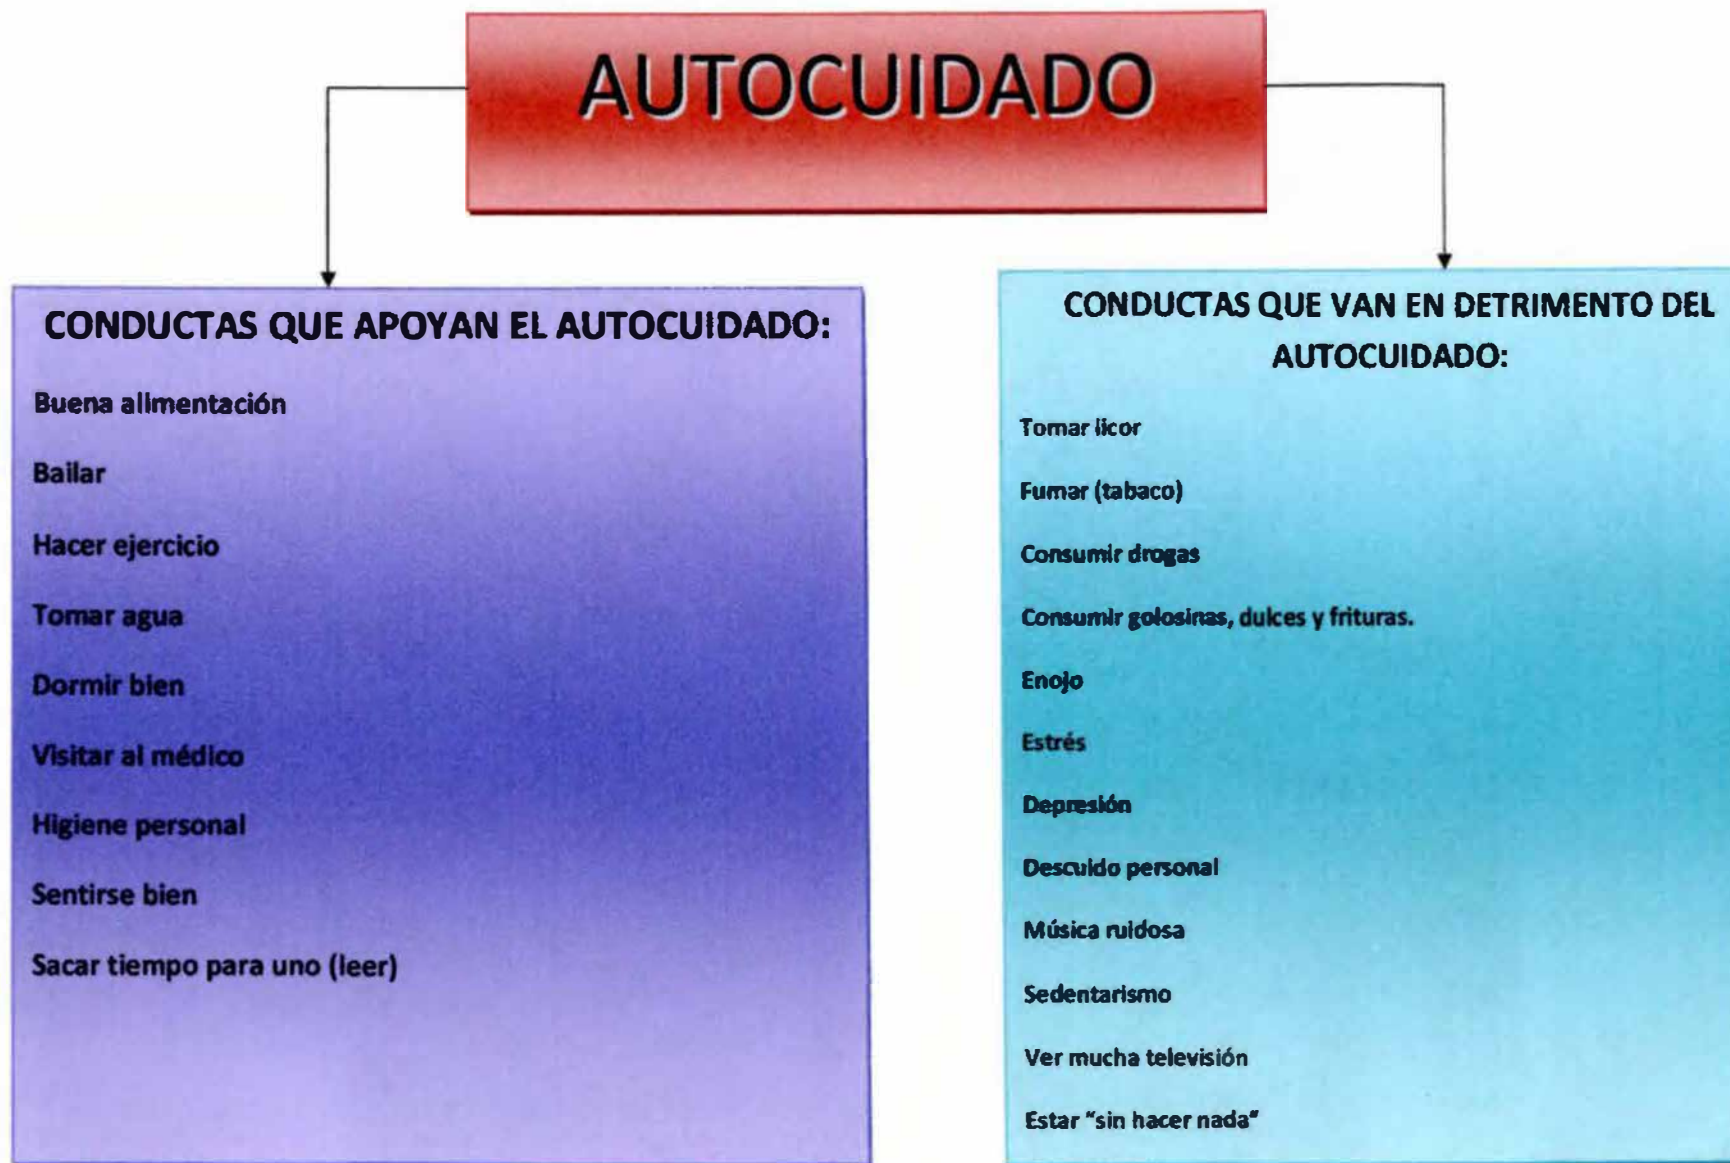 AUTOCUIDADO
CONDUCTAS QUE APOYAN EL AUTOCUIDADO:
Buena alimentación
Bailar
Hacer ejercicio
Tomar agua
Dormir bien
Visitar al médico
Higiene personal
Sentirse bien
Sacar tiempo para uno (leer)
CONDUCTAS QUE VAN EN DETRIMENTO DEL
AUTOCUIDADO:
Tomar licor
Fumar (tabaco)
Consumir drogas
Consumir golosinas, dulces y frituras.
Enojo
Estrés
Depresión
Descuido personal
Música ruidosa
Sedentarismo
Ver mucha televisión
Estar "sin hacer nada"